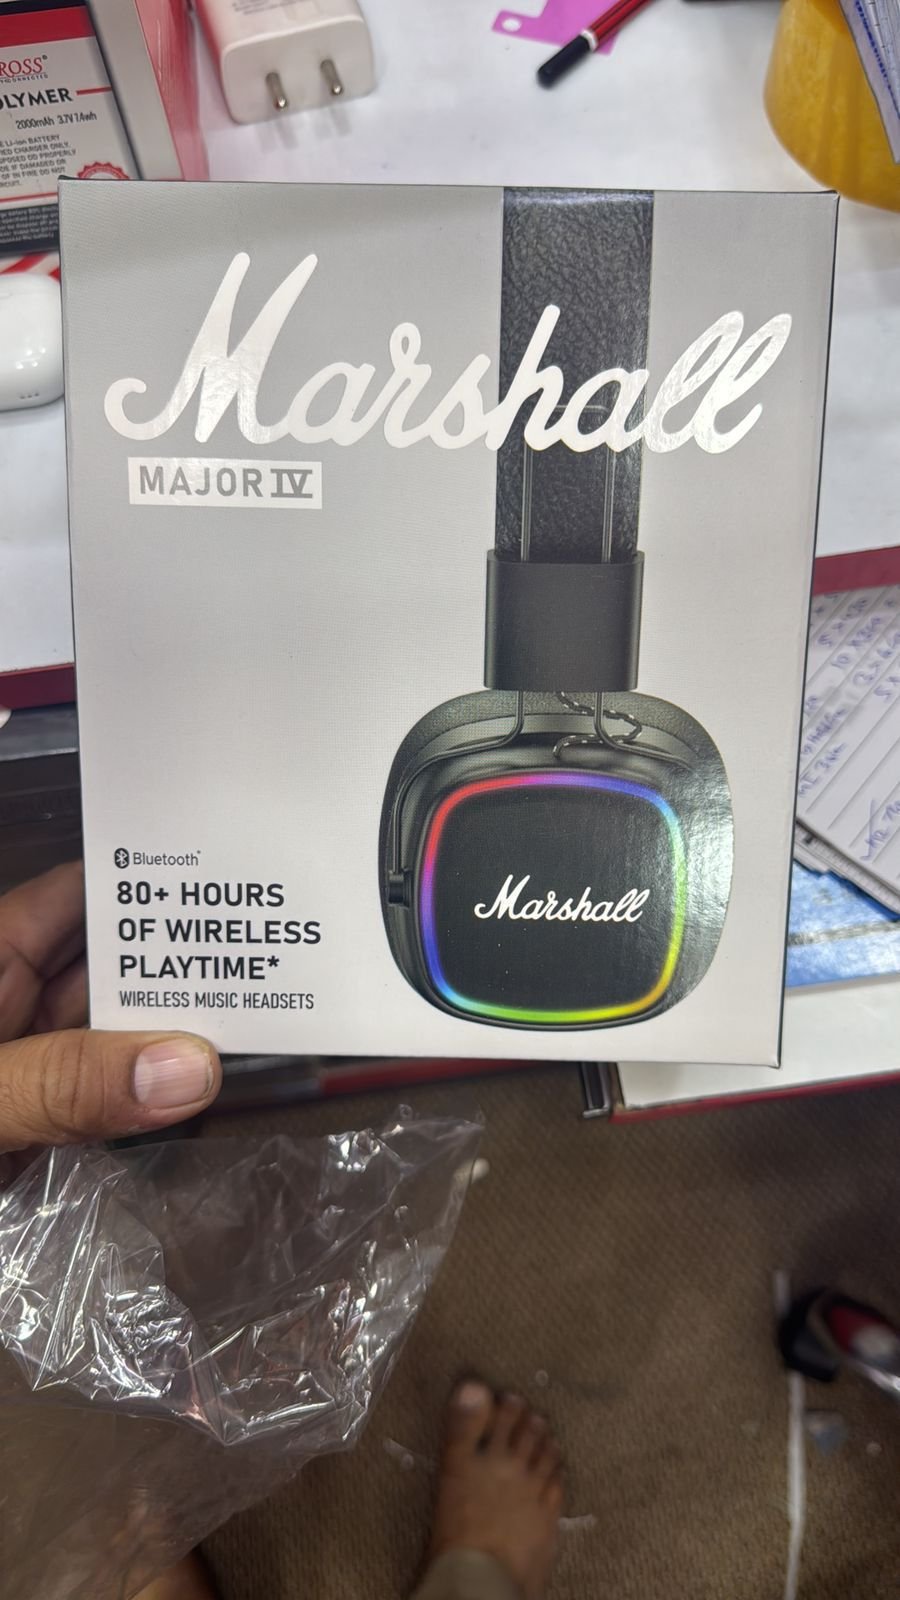 ROSS®
OLYMER
2000mAh 3.7V 7.4wh
Marshall
MAJOR IV
Bluetooth®
80+ HOURS
OF WIRELESS
PLAYTIME*
WIRELESS MUSIC HEADSETS
Marshall